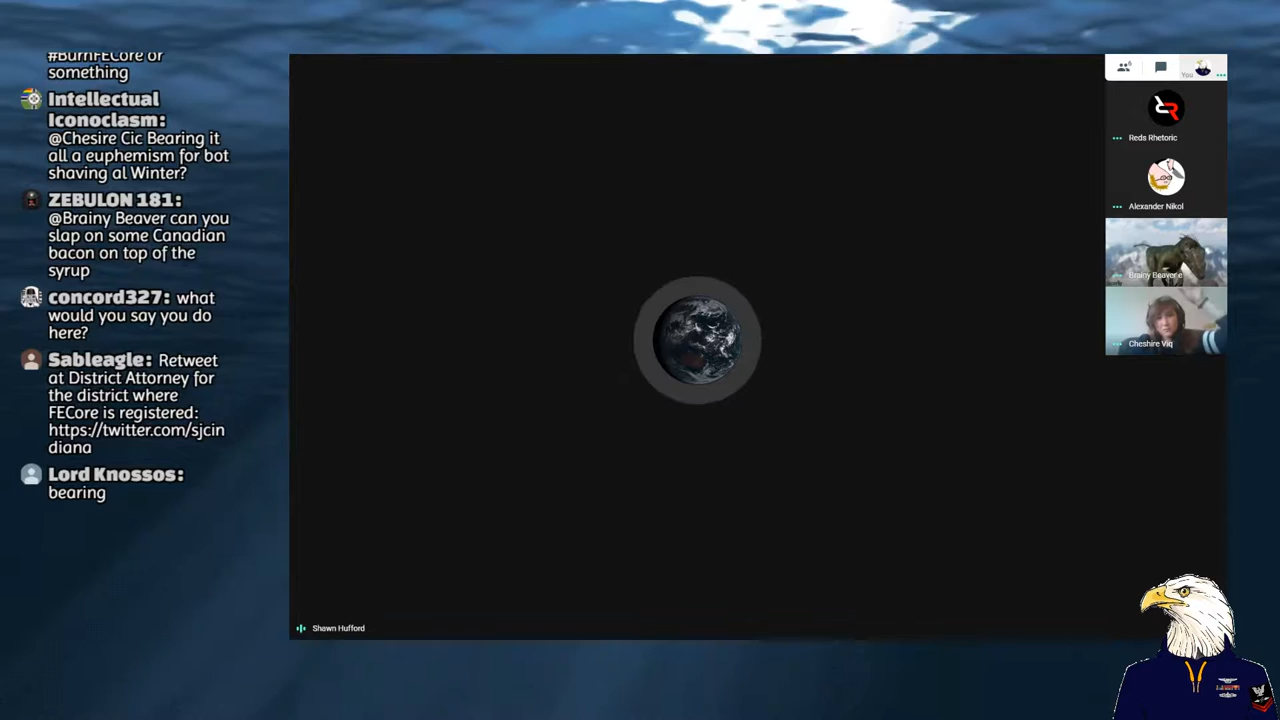 #BurnFECore or
something
Intellectual
Iconoclasm:
@Chesire Cic Bearing it
all a euphemism for bot
shaving al Winter?
ZEBULON 181:
@Brainy Beaver can you
slap on some Canadian
bacon on top of the
syrup
concord327: what
would you say you do
here?
Sableagle: Retweet
at District Attorney for
the district where
FECore is registered:
https://twitter.com/sjcin
diana
Lord Knossos:
bearing
You
Reds Rhetoric
Alexander Nikol
Brainy Beaver e
Cheshire Viq
Shawn Hufford